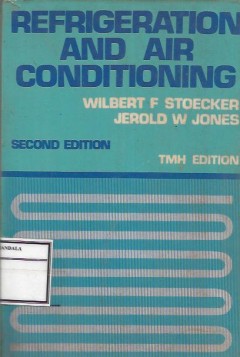 REFRIGERATION
AND AIR
CONDITIONING
WILBERT F STOECKER
JEROLD W JONES
SECOND EDITION
TMH EDITION